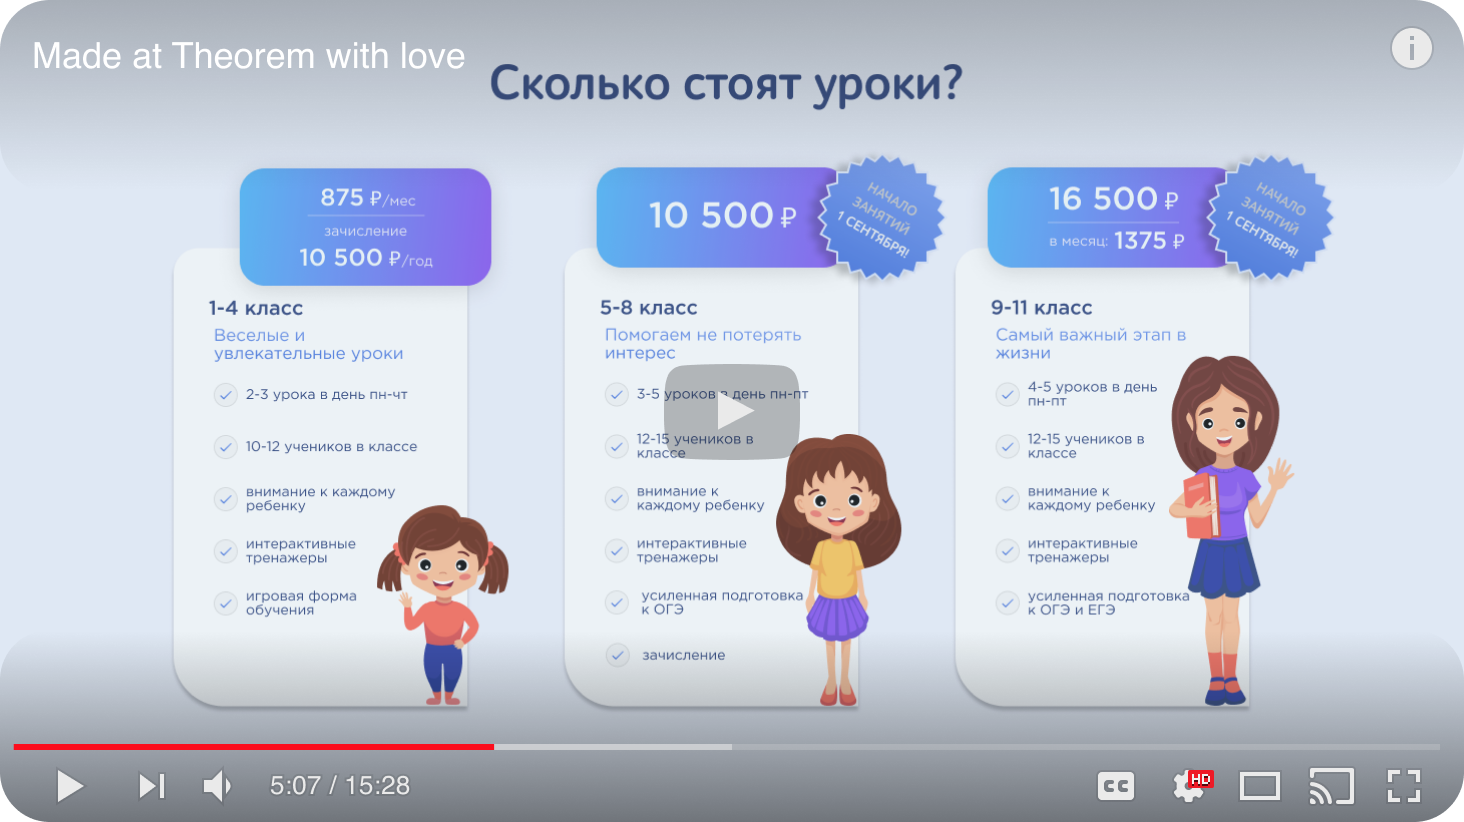 Made at Theorem with love
Сколько стоят уроки?
875 ₽/мес
зачисление
10 500 ₽/год
1-4 класс
Веселые и
увлекательные уроки
2-3 урока в день пн-чт
10-12 учеников в классе
внимание к каждому
ребенку
интерактивные
тренажеры
игровая форма
обучения
10 500 ₽
НАЧАЛО
ЗАНЯТИЙ
1 СЕНТЯБРЯ!
5-8 класс
Помогаем не потерять
интерес
3-5 уроков в день пн-пт
12-15 учеников в
классе
внимание к
каждому ребенку
интерактивные
тренажеры
усиленная подготовка
к ОГЭ
зачисление
16 500 ₽
в месяц: 1375 ₽
НАЧАЛО
ЗАНЯТИЙ
1 СЕНТЯБРЯ!
9-11 класс
Самый важный этап в
жизни
4-5 уроков в день
пн-пт
12-15 учеников в
классе
внимание к
каждому ребенку
интерактивные
тренажеры
усиленная подготовка
к ОГЭ и ЕГЭ
5:07 / 15:28
CC
HD